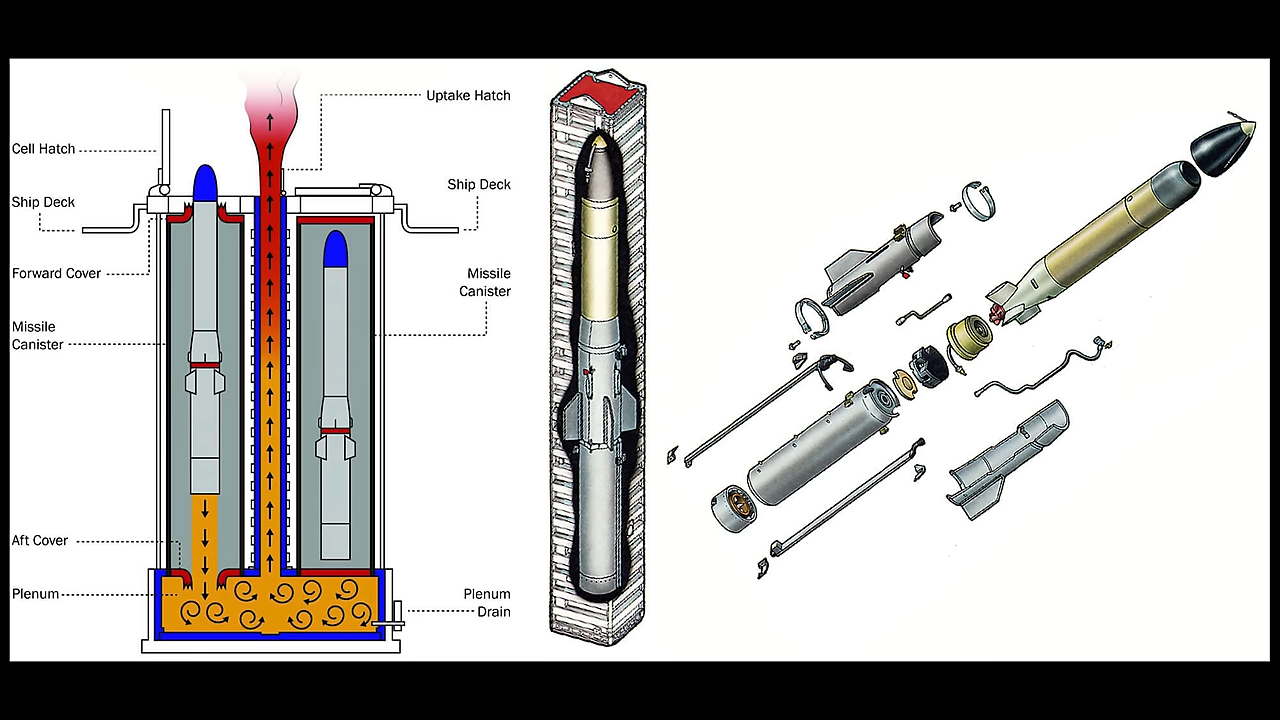 Cell Hatch
Ship Deck
Forward Cover
Missile
Canister
Aft Cover
Plenum
Uptake Hatch
Ship Deck
Missile
Canister
Plenum
Drain